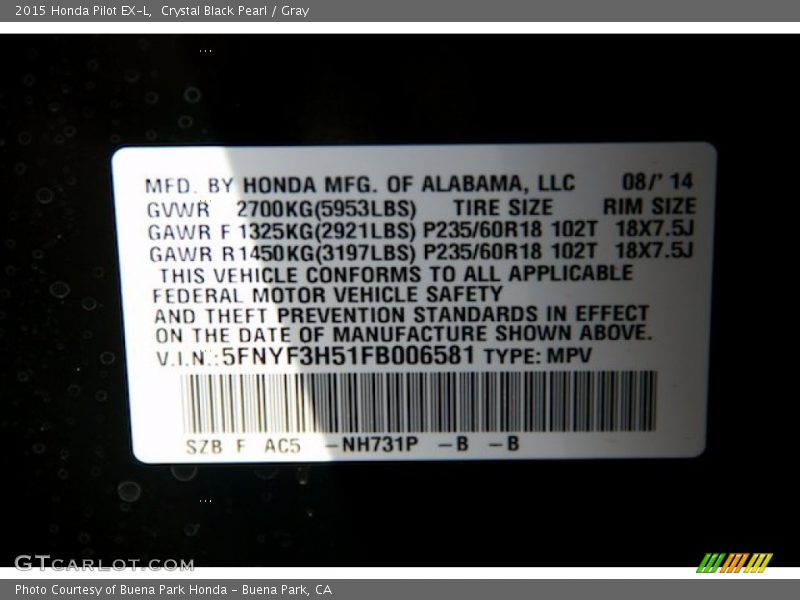 2015 Honda Pilot EX-L, Crystal Black Pearl / Gray
MFD. BY HONDA MFG. OF ALABAMA, LLC 08/' 14
GVWR 2700KG(5953LBS) TIRE SIZE RIM SIZE
GAWR F 1325KG(2921LBS) P235/60R18 102T 18X7.5J
GAWR R1450KG(3197LBS) P235/60R18 102T 18X7.5J
THIS VEHICLE CONFORMS TO ALL APPLICABLE
FEDERAL MOTOR VEHICLE SAFETY
AND THEFT PREVENTION STANDARDS IN EFFECT
ON THE DATE OF MANUFACTURE SHOWN ABOVE.
V.I.N.:5FNYF3H51FB006581 TYPE: MPV
SZB F AC5 -NH731P -B -B
GTCARLOT.COM
Photo Courtesy of Buena Park Honda - Buena Park, CA